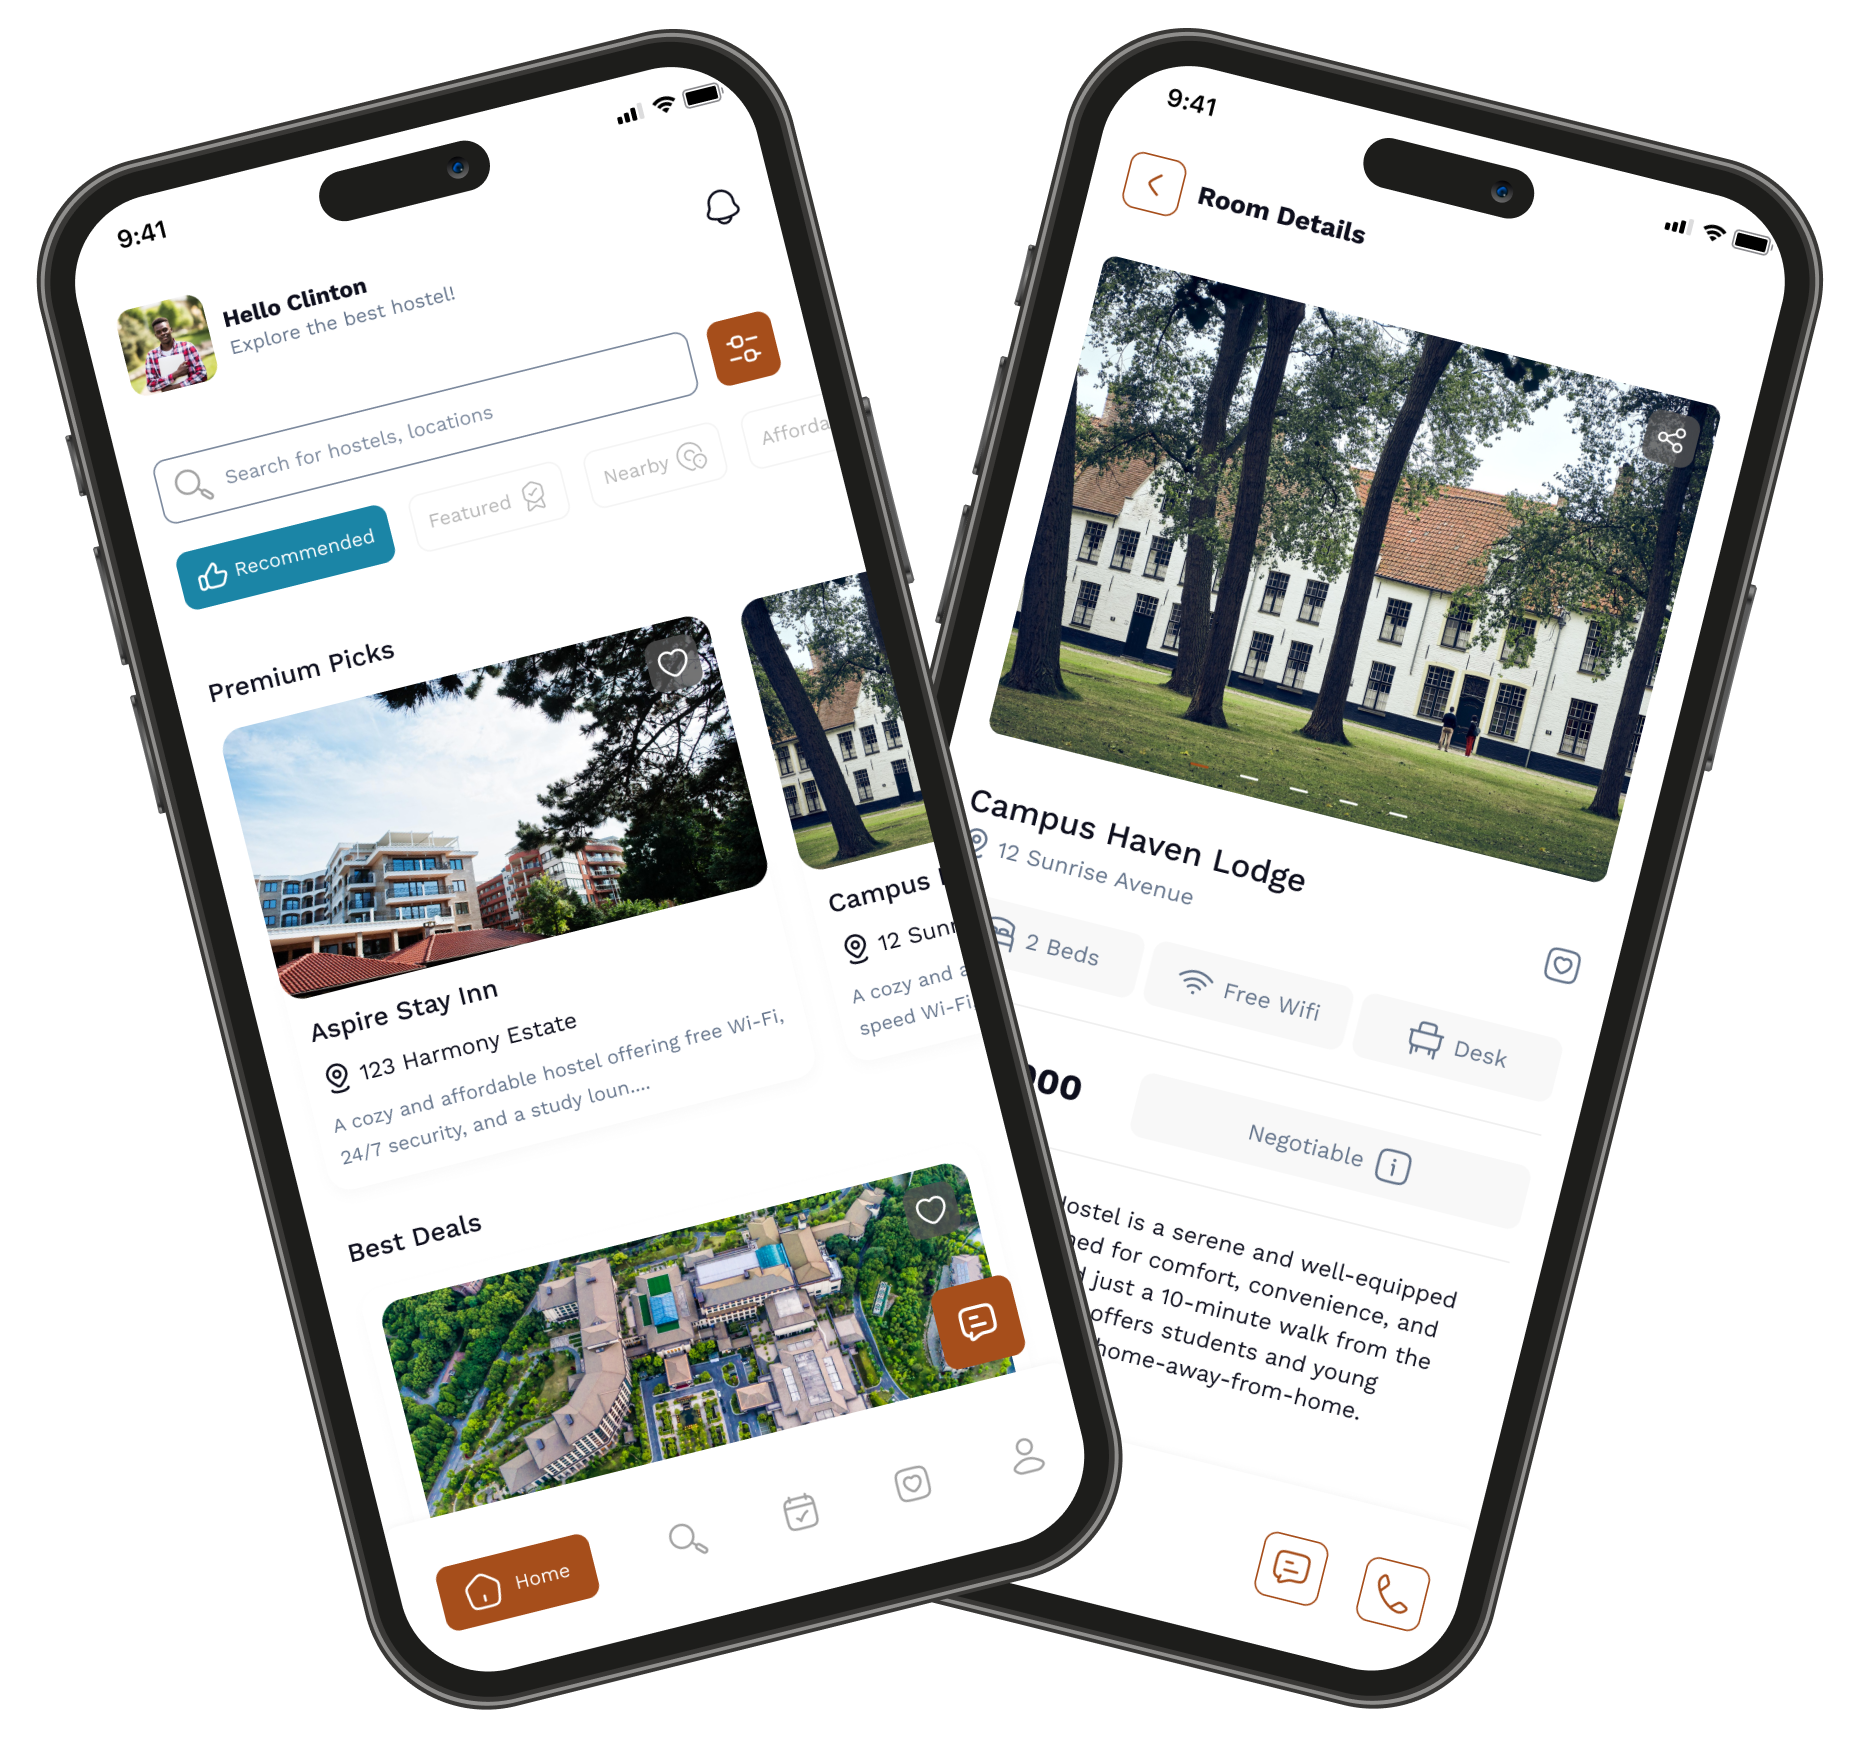 9:41
Hello Clinton
Explore the best hostel!
Search for hostels, locations
Recommended
Featured
Nearby
Afforda
Premium Picks
Aspire Stay Inn
123 Harmony Estate
A cozy and affordable hostel offering free Wi-Fi,
24/7 security, and a study loun....
Campus
12 Sunr
A cozy and a
speed Wi-Fi
Best Deals
Home
9:41
Room Details
Campus Haven Lodge
12 Sunrise Avenue
2 Beds
Free Wifi
Desk
000
Negotiable
Hostel is a serene and well-equipped
ned for comfort, convenience, and
d just a 10-minute walk from the
offers students and young
home-away-from-home.